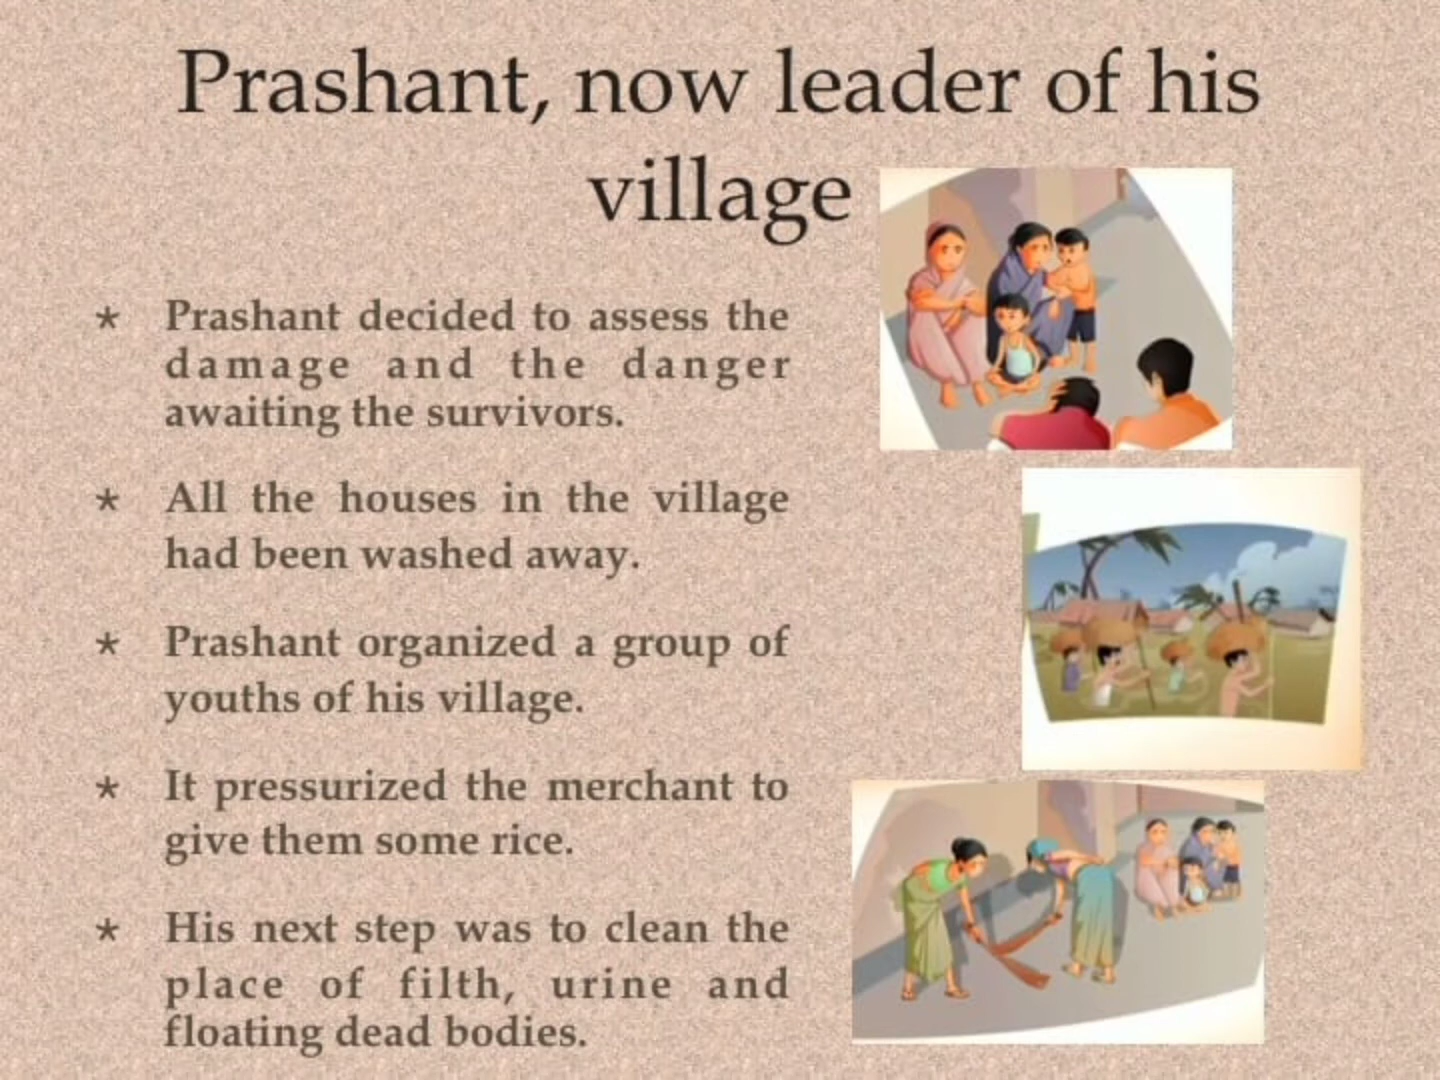 Prashant, now leader of his
village
* Prashant decided to assess the
damage and the danger
awaiting the survivors.
* All the houses in the village
had been washed away.
* Prashant organized a group of
youths of his village.
* It pressurized the merchant to
give them some rice.
* His next step was to clean the
place of filth, urine and
floating dead bodies.